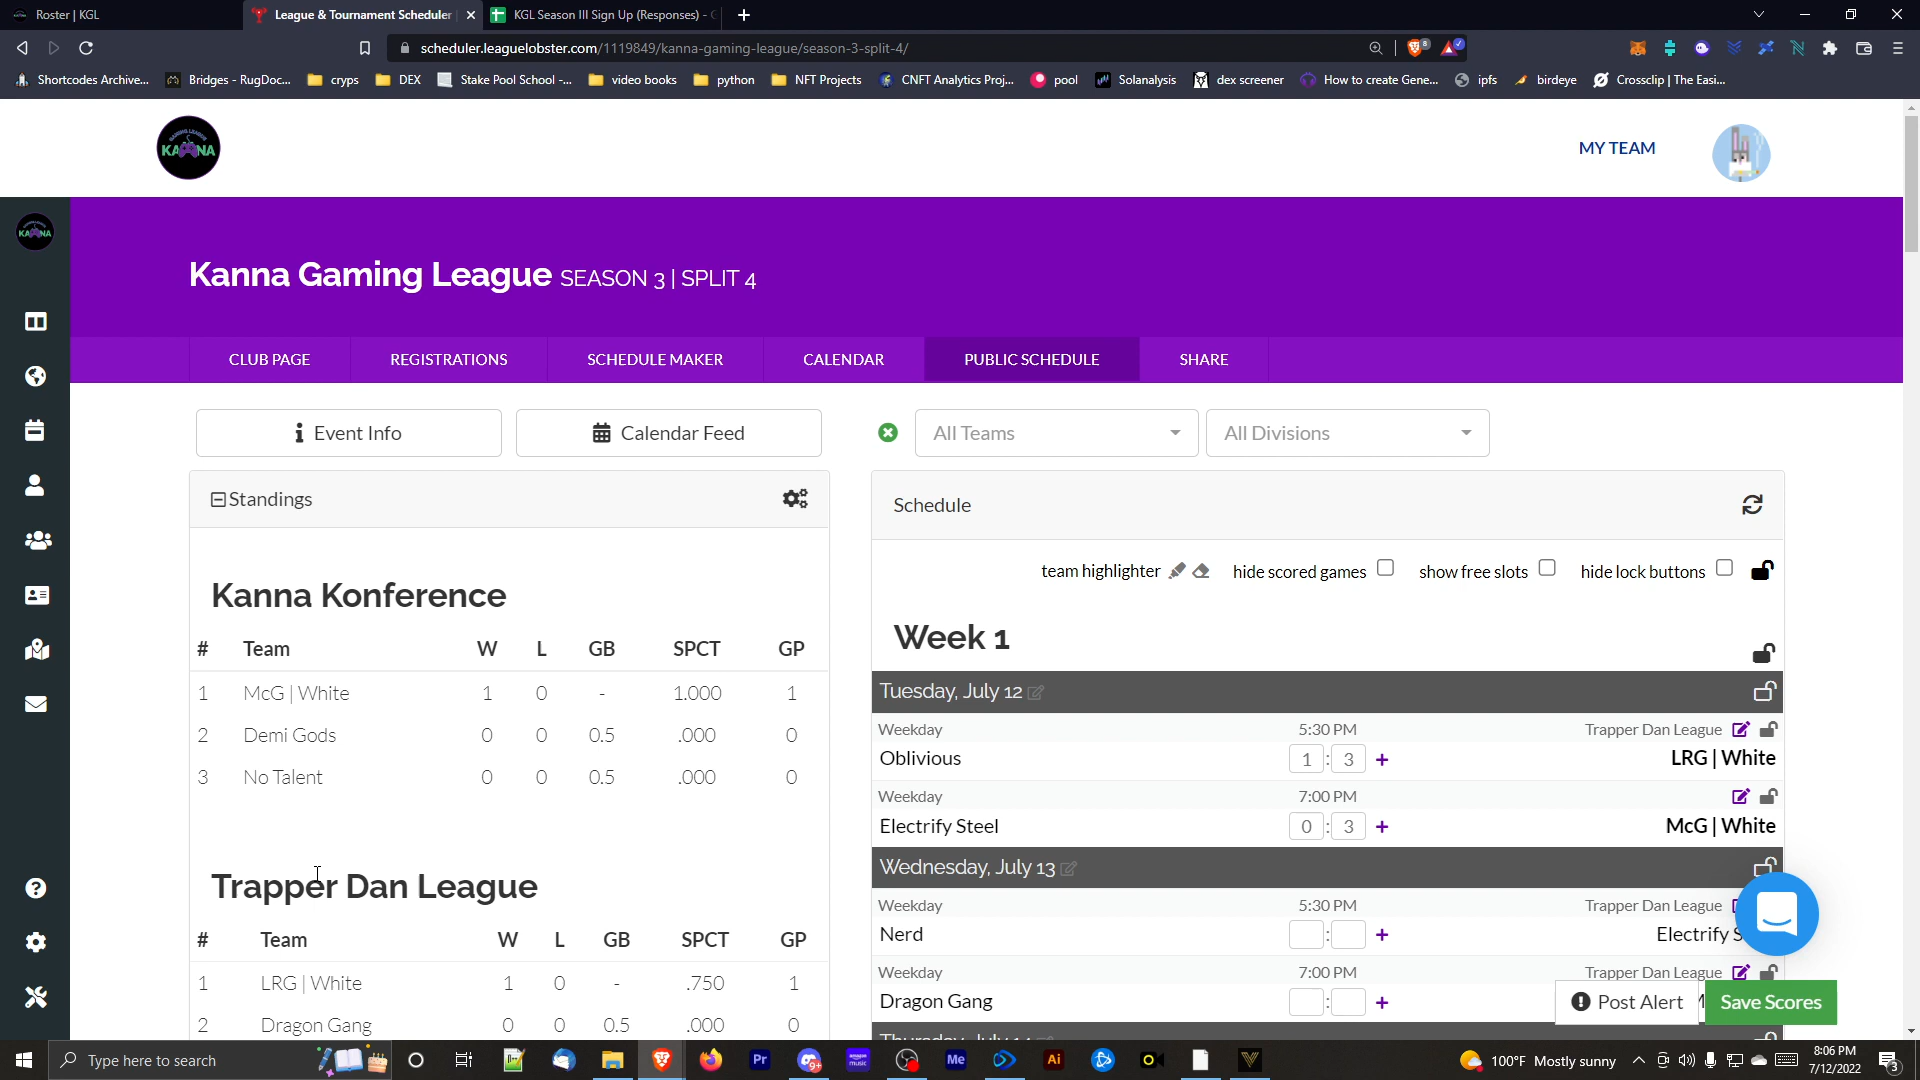 Roster | KGL
League & Tournament Scheduler
KGL Season III Sign Up (Responses) -
scheduler.leaguelobster.com/1119849/kanna-gaming-league/season-3-split-4/
Shortcodes Archive...
Bridges - RugDoc...
cryps
DEX
Stake Pool School -...
video books
python
NFT Projects
CNFT Analytics Proj...
pool
Solanalysis
dex screener
How to create Gene...
ipfs
birdeye
Crossclip | The Easi...
KANNA
MY TEAM
KANNA
Kanna Gaming League SEASON 3 | SPLIT 4
CLUB PAGE
REGISTRATIONS
SCHEDULE MAKER
CALENDAR
PUBLIC SCHEDULE
SHARE
Event Info
Calendar Feed
All Teams
All Divisions
Standings
Kanna Konference
# Team W L GB SPCT GP
1 McG | White 1 0 - 1.000 1
2 Demi Gods 0 0 0.5 .000 0
3 No Talent 0 0 0.5 .000 0
Trapper Dan League
# Team W L GB SPCT GP
1 LRG | White 1 0 - .750 1
2 Dragon Gang 0 0 0.5 .000 0
Schedule
team highlighter hide scored games show free slots hide lock buttons
Week 1
Tuesday, July 12
Weekday 5:30 PM Trapper Dan League
Oblivious 1 : 3 + LRG | White
Weekday 7:00 PM
Electrify Steel 0 : 3 + McG | White
Wednesday, July 13
Weekday 5:30 PM Trapper Dan League
Nerd : + Electrify S
Weekday 7:00 PM Trapper Dan League
Dragon Gang : +
Post Alert
Save Scores
Type here to search
100°F Mostly sunny
8:06 PM
7/12/2022
3